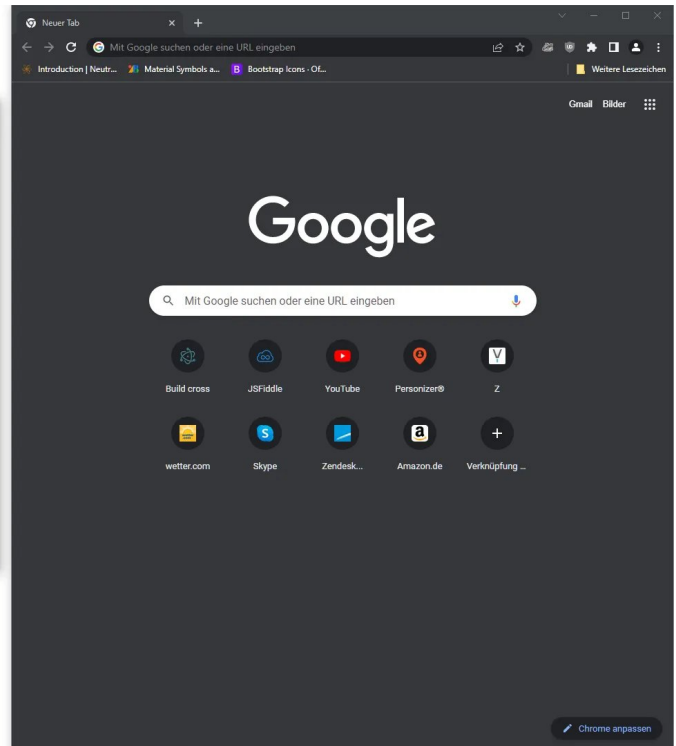 Neuer Tab
Mit Google suchen oder eine URL eingeben
Introduction | Neutr... Material Symbols a... B Bootstrap Icons · Of... Weitere Lesezeichen
Gmail Bilder
Google
Mit Google suchen oder eine URL eingeben
Build cross JSFiddle YouTube Personizer® Z
wetter.com Skype Zendesk... Amazon.de Verknüpfung ...
Chrome anpassen